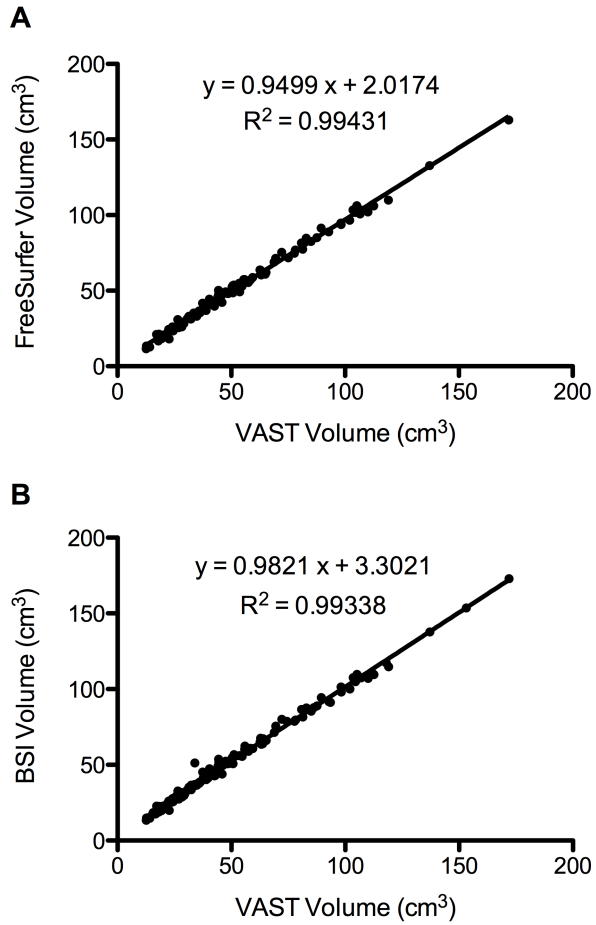 A
200
y = 0.9499 x + 2.0174
R² = 0.99431
150
100
50
0
FreeSurfer Volume (cm³)
0 50 100 150 200
VAST Volume (cm³)
B
200
y = 0.9821 x + 3.3021
R² = 0.99338
150
100
50
0
BSI Volume (cm³)
0 50 100 150 200
VAST Volume (cm³)